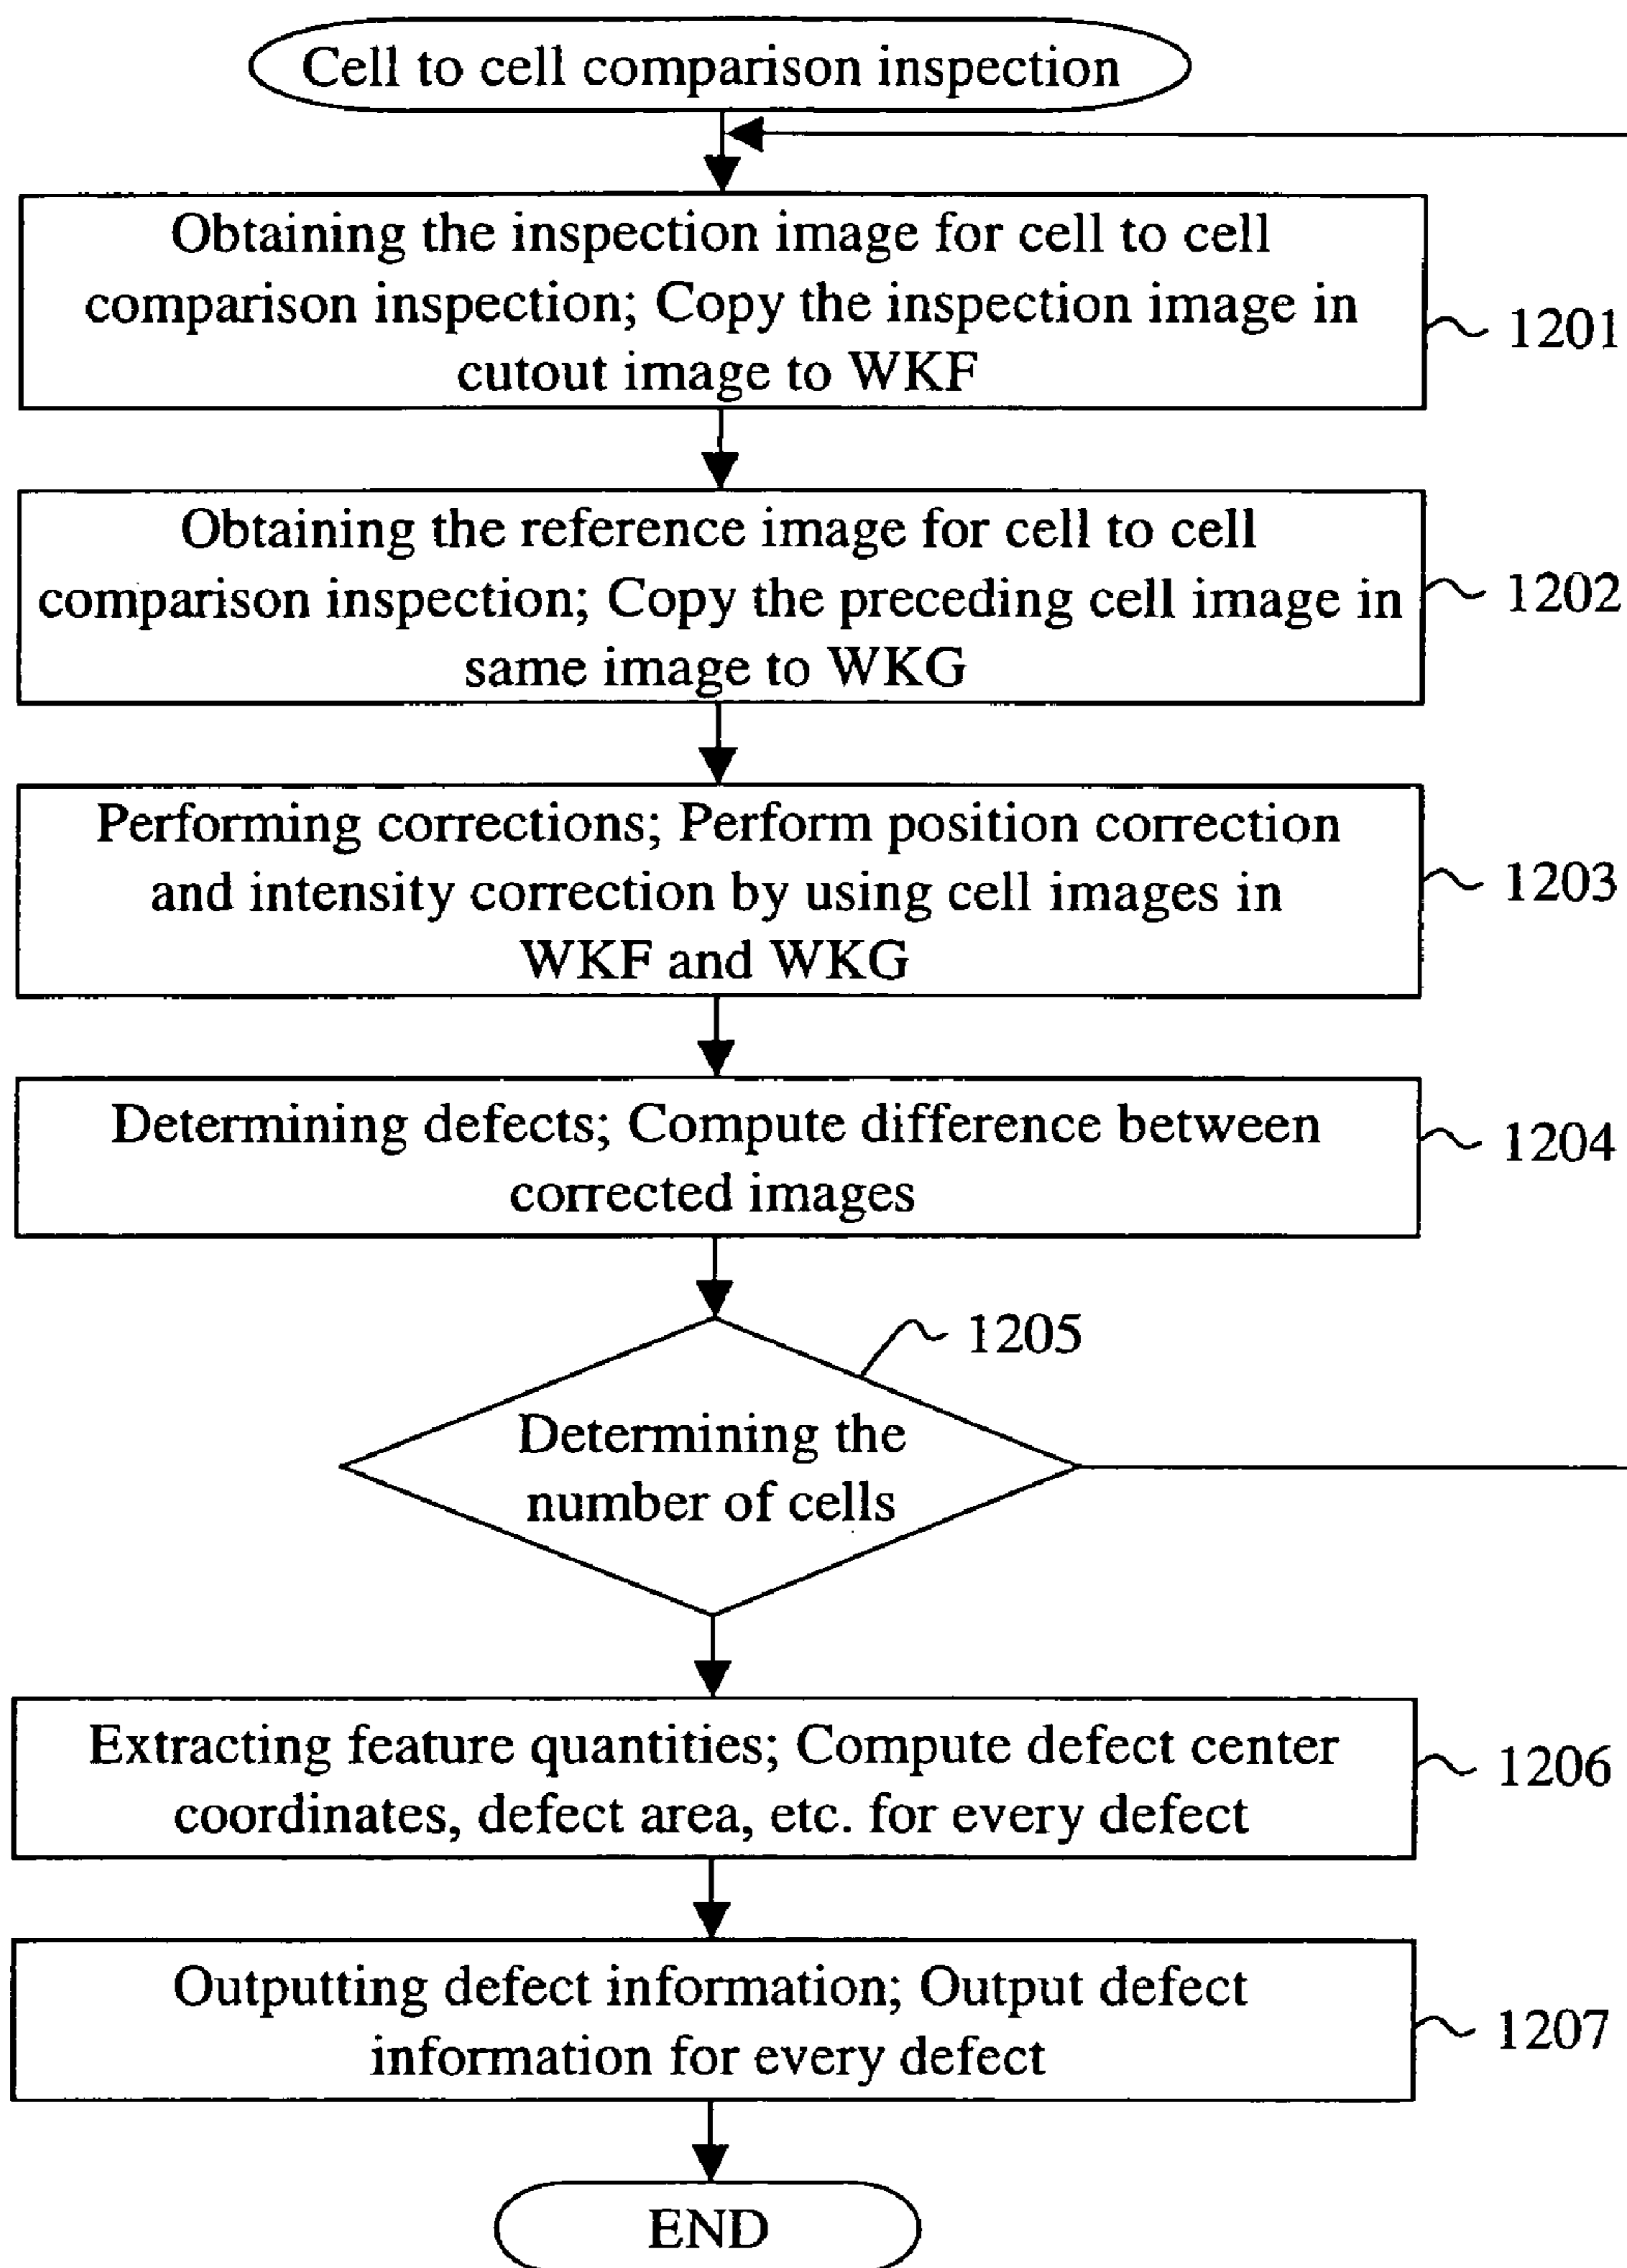 Cell to cell comparison inspection
Obtaining the inspection image for cell to cell
comparison inspection; Copy the inspection image in
cutout image to WKF
1201
Obtaining the reference image for cell to cell
comparison inspection; Copy the preceding cell image in
same image to WKG
1202
Performing corrections; Perform position correction
and intensity correction by using cell images in
WKF and WKG
1203
Determining defects; Compute difference between
corrected images
1204
1205
Determining the
number of cells
Extracting feature quantities; Compute defect center
coordinates, defect area, etc. for every defect
1206
Outputting defect information; Output defect
information for every defect
1207
END